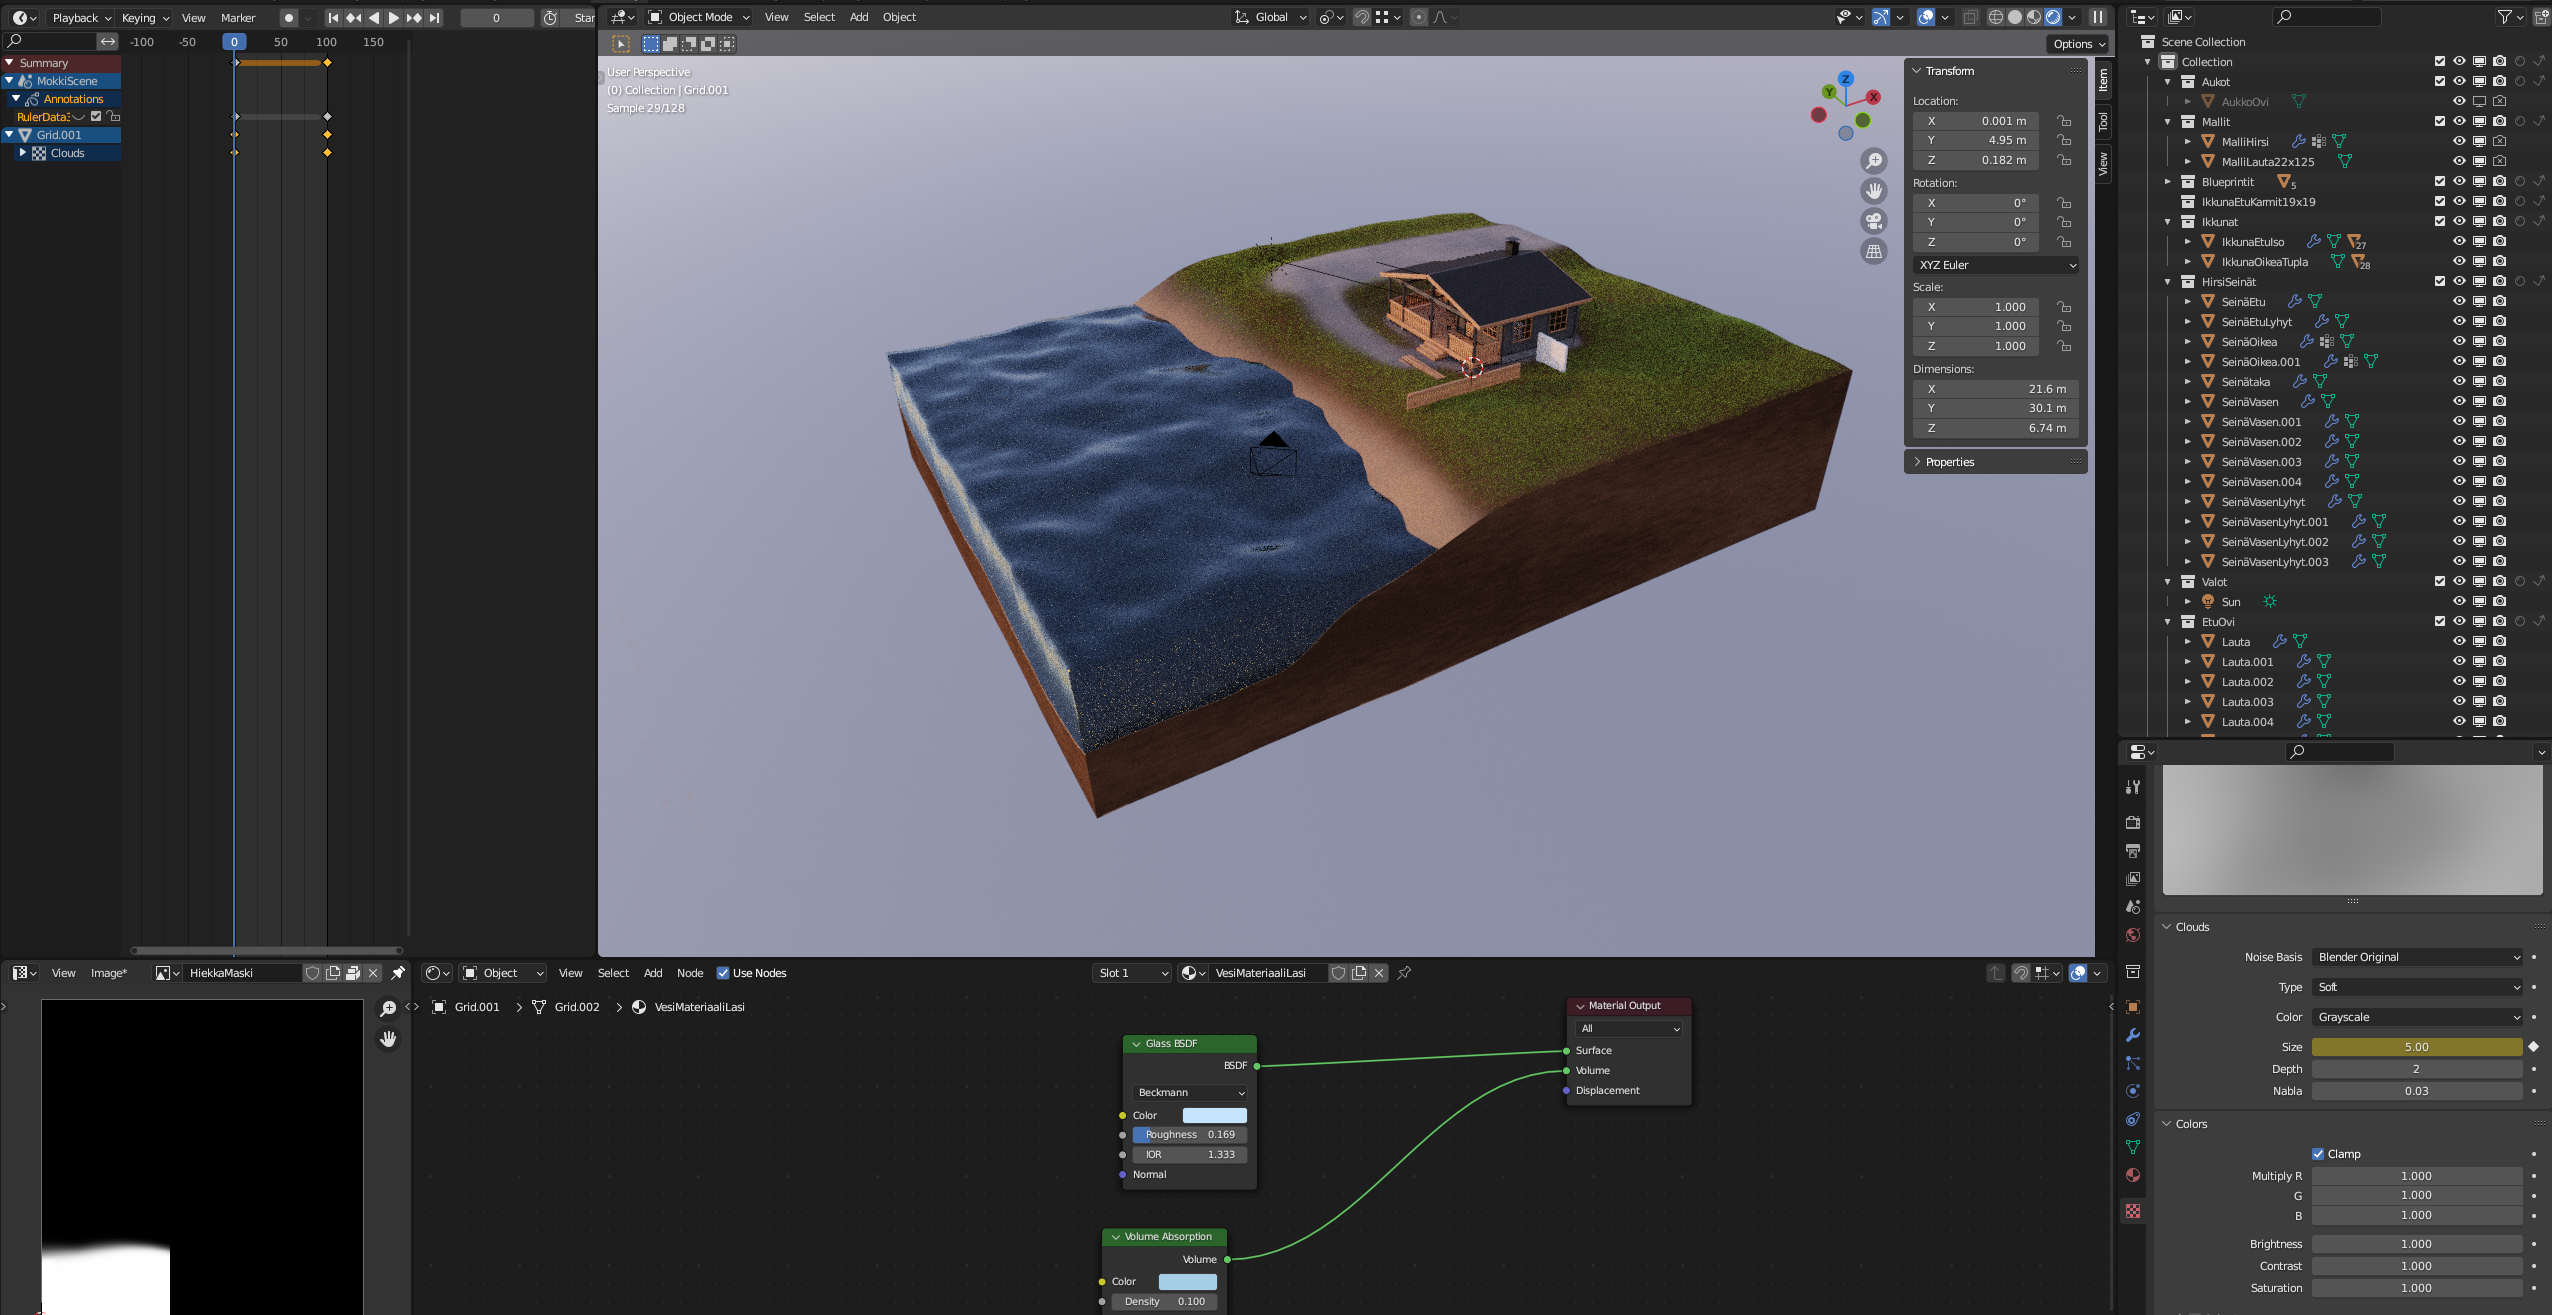 Playback Keying View Marker 0 Star
-100 -50 0 50 100 150
Summary
MokkiScene
Annotations
RulerData3
Grid.001
Clouds
Object Mode View Select Add Object Global
Options
User Perspective
(0) Collection | Grid.001
Sample 29/128
Z
Y
X
Transform
Location:
X 0.001 m
Y 4.95 m
Z 0.182 m
Rotation:
X 0°
Y 0°
Z 0°
XYZ Euler
Scale:
X 1.000
Y 1.000
Z 1.000
Dimensions:
X 21.6 m
Y 30.1 m
Z 6.74 m
Properties
Item
Tool
View
Scene Collection
Collection
Aukot
AukkoOvi
Mallit
MalliHirsi
MalliLauta22x125
Blueprintit 5
IkkunaEtuKarmit19x19
Ikkunat
IkkunaEtuIso 27
IkkunaOikeaTupla 28
HirsiSeinät
SeinäEtu
SeinäEtuLyhyt
SeinäOikea
SeinäOikea.001
Seinätaka
SeinäVasen
SeinäVasen.001
SeinäVasen.002
SeinäVasen.003
SeinäVasen.004
SeinäVasenLyhyt
SeinäVasenLyhyt.001
SeinäVasenLyhyt.002
SeinäVasenLyhyt.003
Valot
Sun
EtuOvi
Lauta
Lauta.001
Lauta.002
Lauta.003
Lauta.004
Clouds
Noise Basis Blender Original
Type Soft
Color Grayscale
Size 5.00
Depth 2
Nabla 0.03
Colors
Clamp
Multiply R 1.000
G 1.000
B 1.000
Brightness 1.000
Contrast 1.000
Saturation 1.000
View Image* HiekkaMaski
Object View Select Add Node Use Nodes Slot 1 VesiMateriaaliLasi
Grid.001 > Grid.002 > VesiMateriaaliLasi
Glass BSDF
BSDF
Beckmann
Color
Roughness 0.169
IOR 1.333
Normal
Material Output
All
Surface
Volume
Displacement
Volume Absorption
Volume
Color
Density 0.100